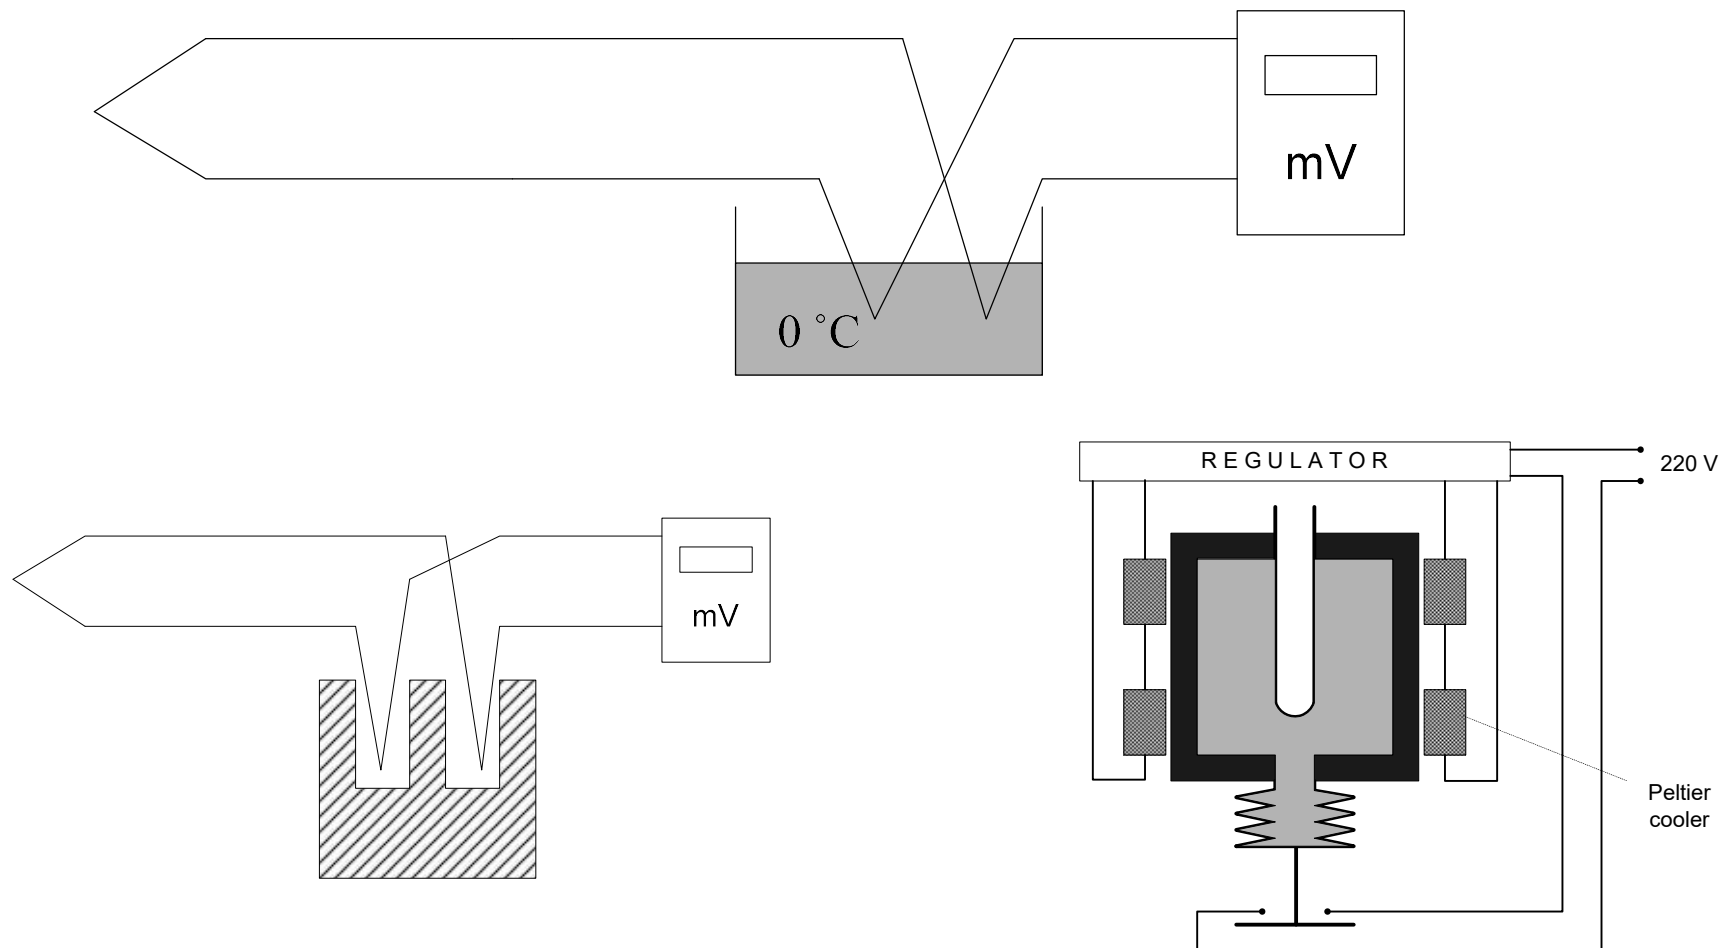 mV
0 °C
REGULATOR
220 V
mV
Peltier
cooler